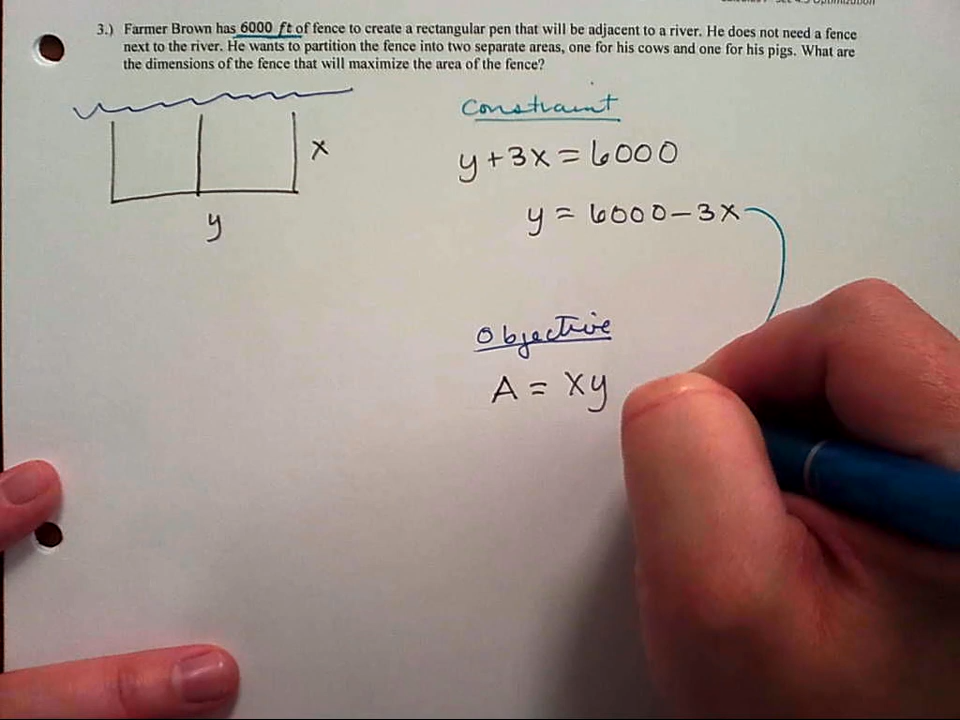 3.) Farmer Brown has 6000 ft of fence to create a rectangular pen that will be adjacent to a river. He does not need a fence
next to the river. He wants to partition the fence into two separate areas, one for his cows and one for his pigs. What are
the dimensions of the fence that will maximize the area of the fence?
Constraint
x
y + 3x = 6000
y
y = 6000 - 3x
Objective
A = xy